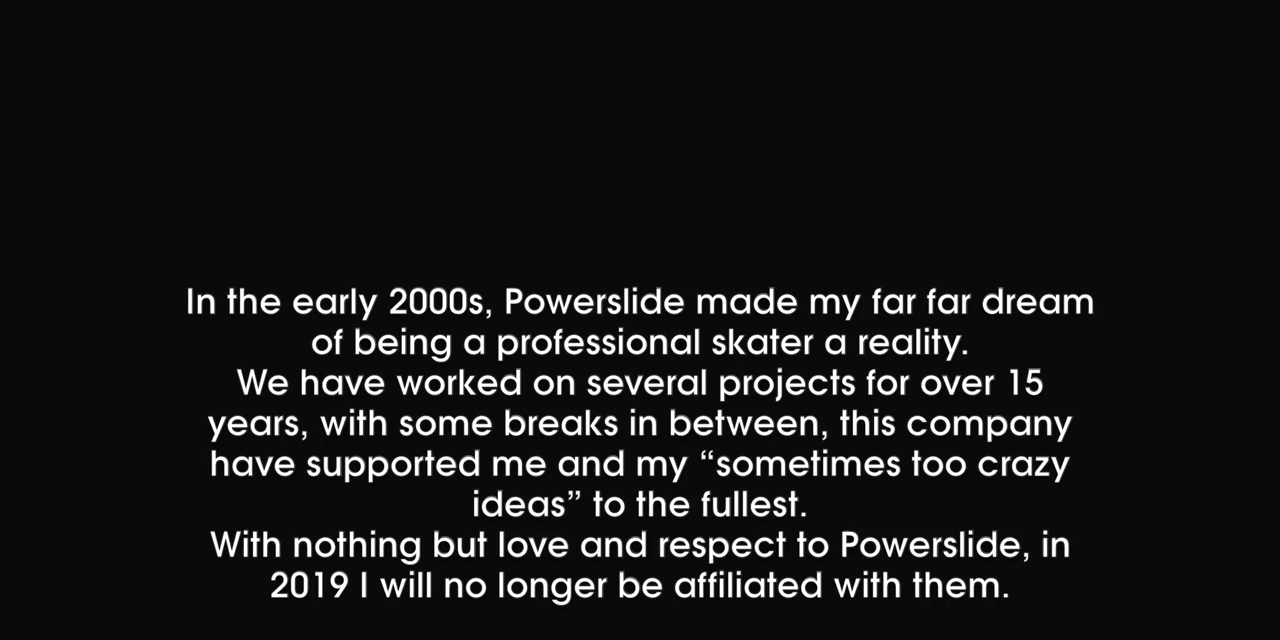 In the early 2000s, Powerslide made my far far dream
of being a professional skater a reality.
We have worked on several projects for over 15
years, with some breaks in between, this company
have supported me and my “sometimes too crazy
ideas” to the fullest.
With nothing but love and respect to Powerslide, in
2019 I will no longer be affiliated with them.